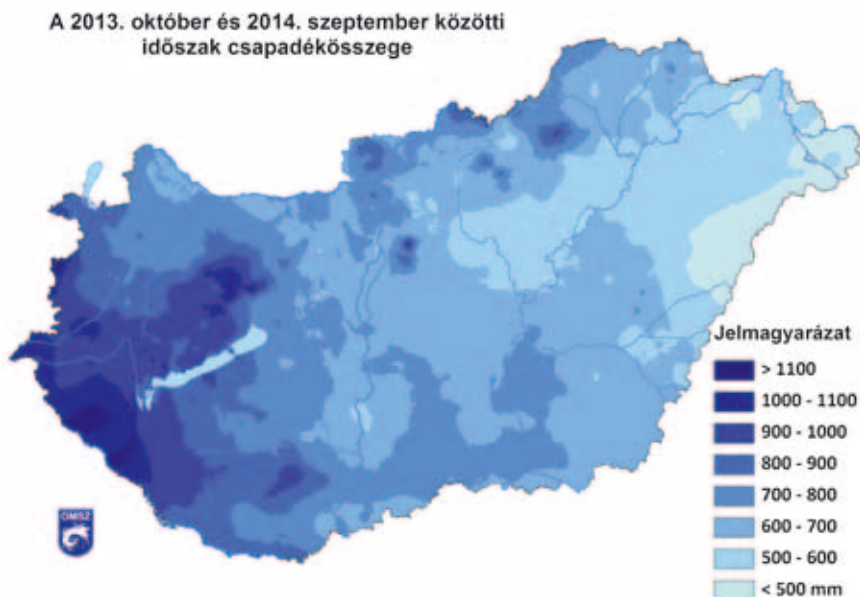 A 2013. október és 2014. szeptember közötti
időszak csapadékösszege
Jelmagyarázat
> 1100
1000 - 1100
900 - 1000
800 - 900
700 - 800
600 - 700
500 - 600
< 500 mm
OMSZ